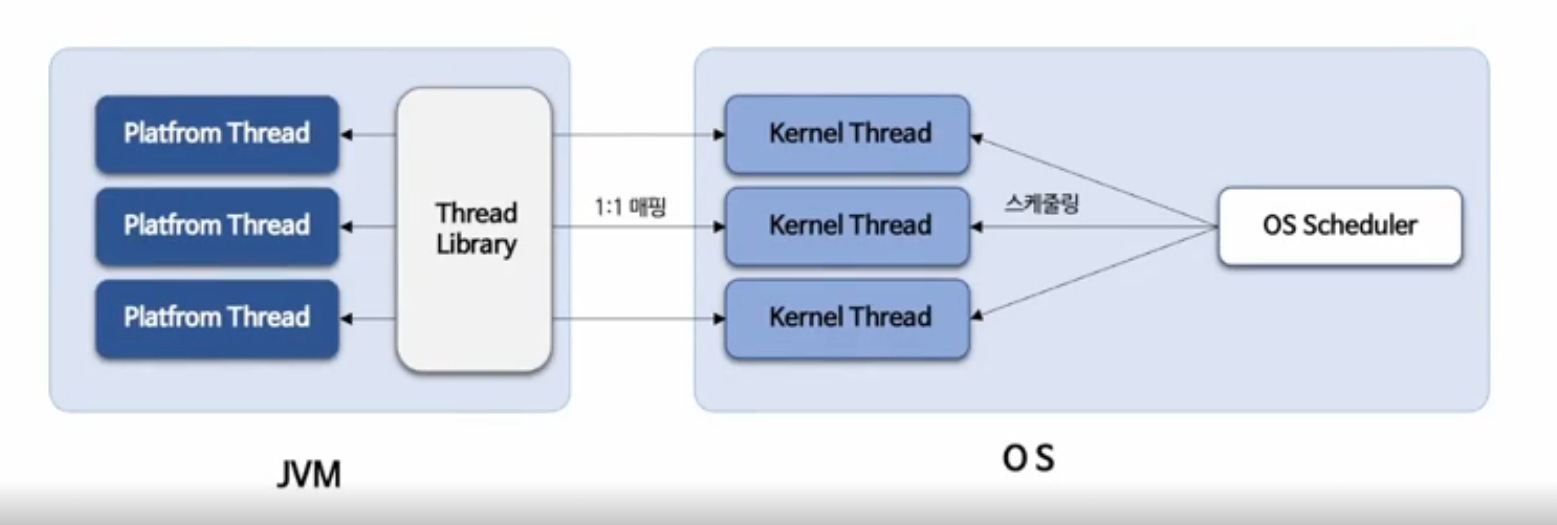 Platfrom Thread
Platfrom Thread
Platfrom Thread
Thread
Library
1:1 매핑
Kernel Thread
Kernel Thread
Kernel Thread
스케줄링
OS Scheduler
JVM
OS